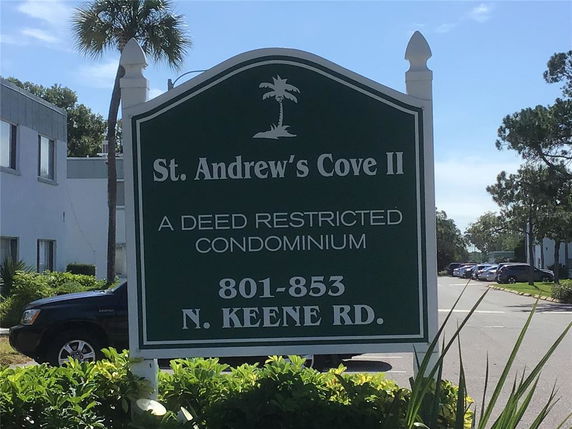 St. Andrew's Cove II
A DEED RESTRICTED
CONDOMINIUM
801-853
N. KEENE RD.